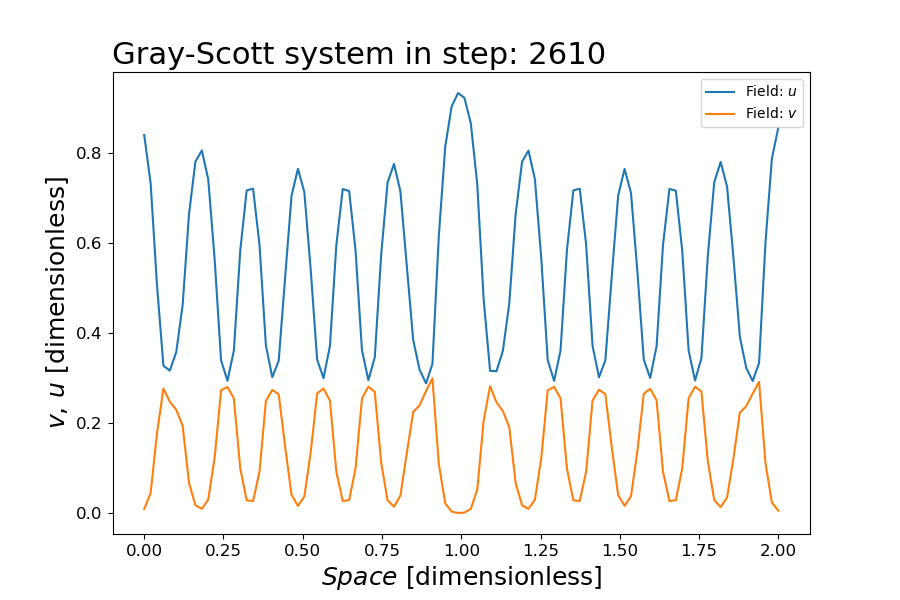 Gray-Scott system in step: 2610
Field: u
Field: v
v, u [dimensionless]
0.8
0.6
0.4
0.2
0.0
0.00 0.25 0.50 0.75 1.00 1.25 1.50 1.75 2.00
Space [dimensionless]